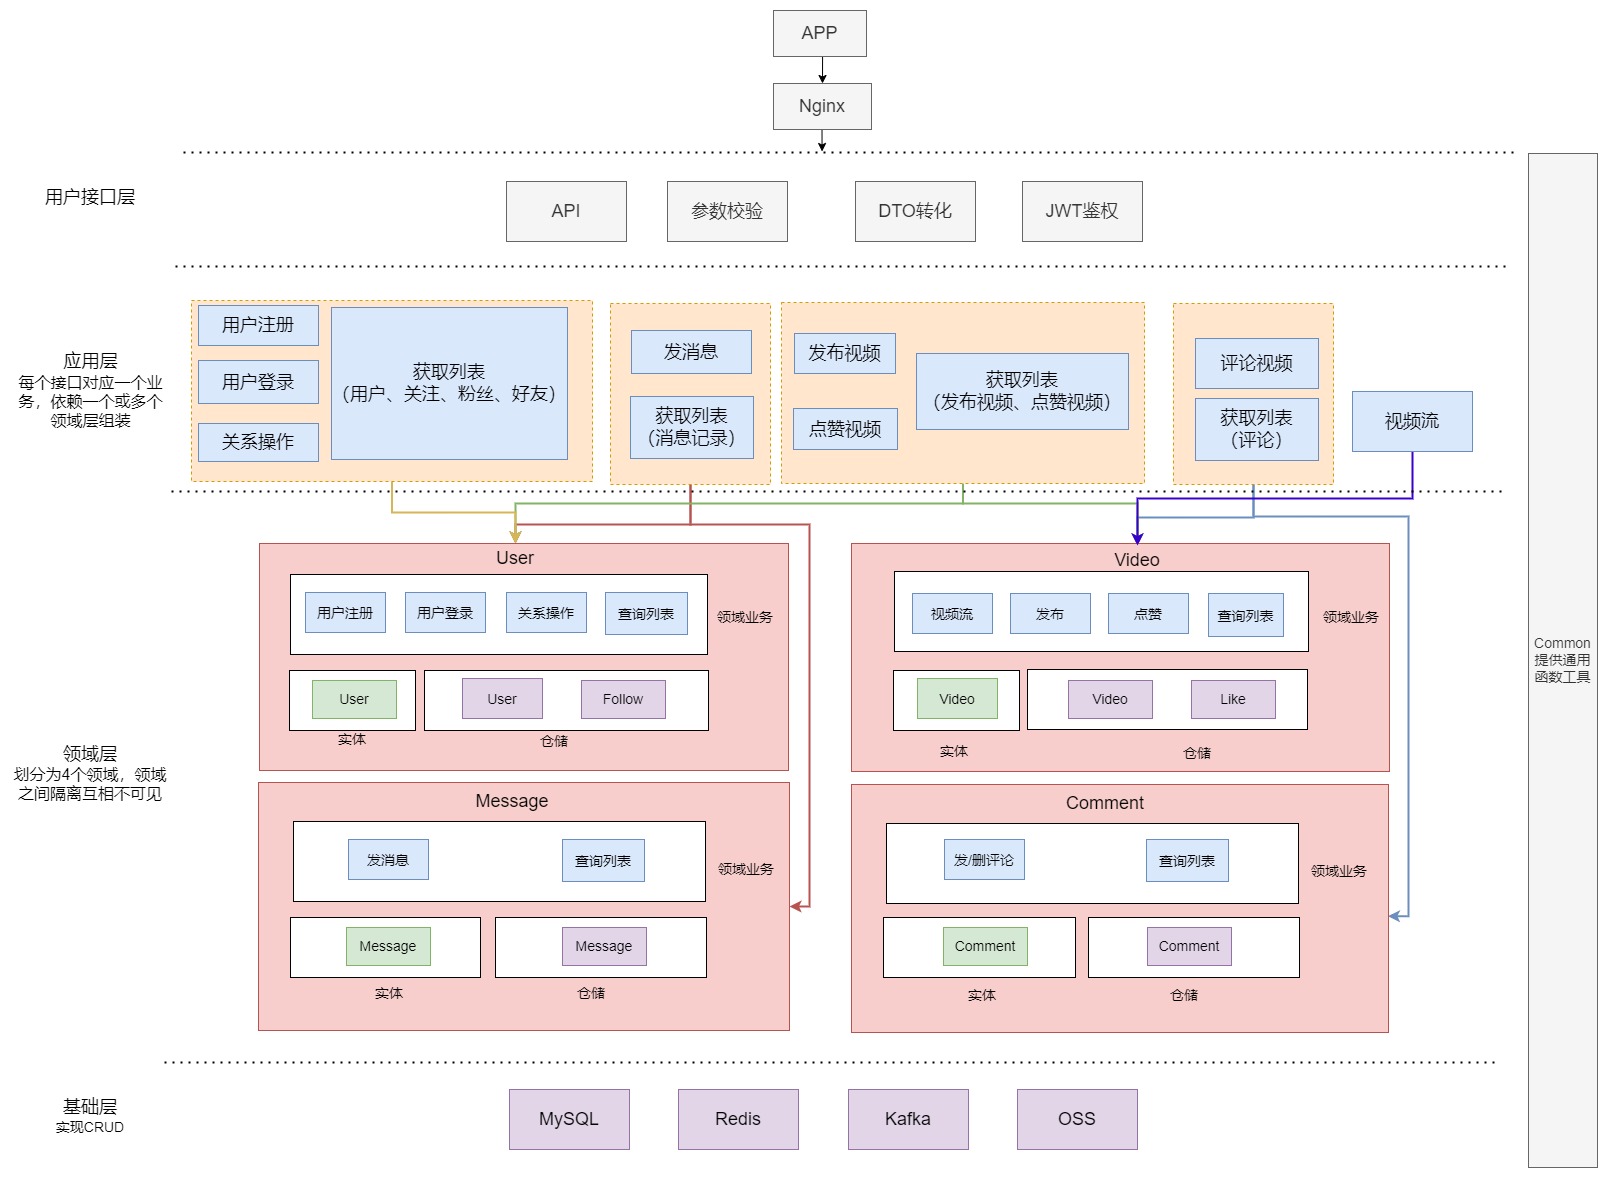 APP
Nginx
用户接口层
API
参数校验
DTO转化
JWT鉴权
应用层
每个接口对应一个业
务，依赖一个或多个
领域层组装
用户注册
用户登录
关系操作
获取列表
（用户、关注、粉丝、好友）
发消息
获取列表
（消息记录）
发布视频
点赞视频
获取列表
（发布视频、点赞视频）
评论视频
获取列表
（评论）
视频流
领域层
划分为4个领域，领域
之间隔离互相不可见
User
用户注册
用户登录
关系操作
查询列表
领域业务
User
实体
User
Follow
仓储
Video
视频流
发布
点赞
查询列表
领域业务
Video
实体
Video
Like
仓储
Message
发消息
查询列表
领域业务
Message
实体
Message
仓储
Comment
发/删评论
查询列表
领域业务
Comment
实体
Comment
仓储
基础层
实现CRUD
MySQL
Redis
Kafka
OSS
Common
提供通用
函数工具